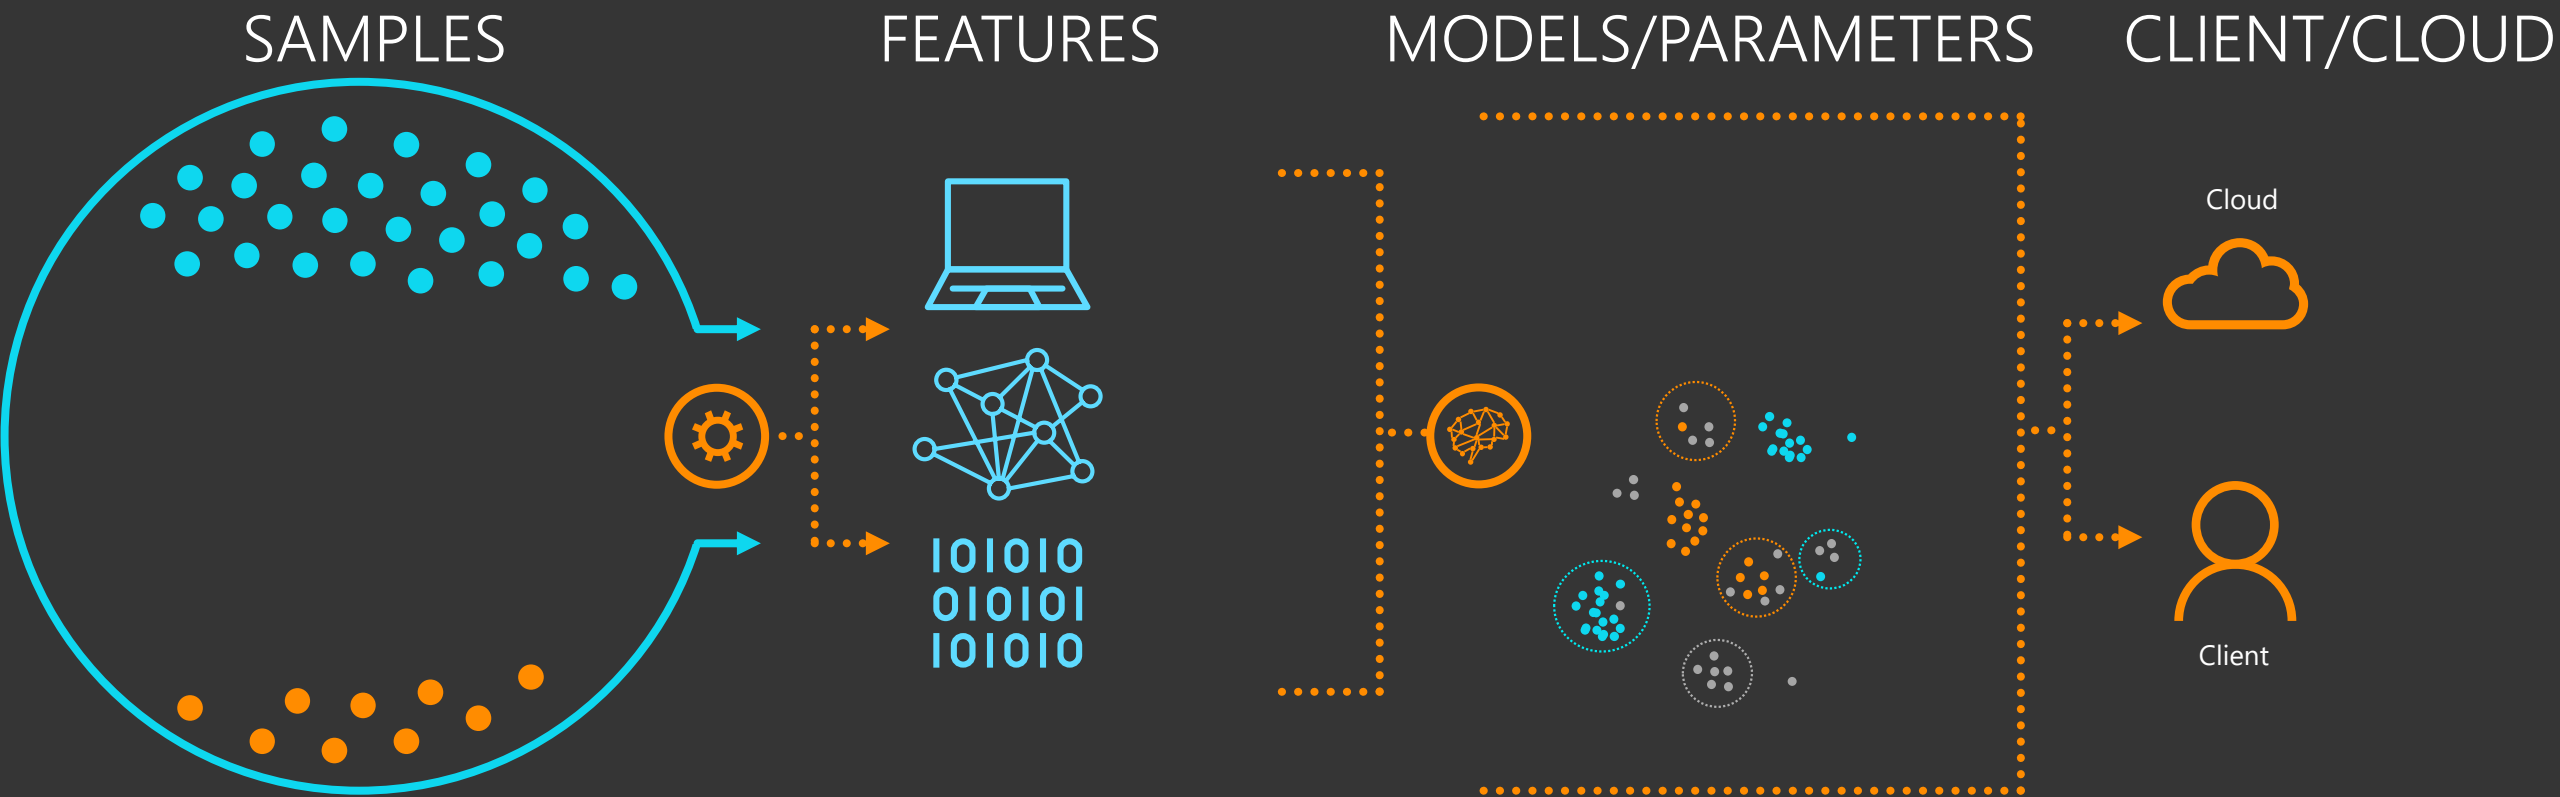 SAMPLES
FEATURES
MODELS/PARAMETERS
CLIENT/CLOUD
Cloud
101010
010101
101010
Client